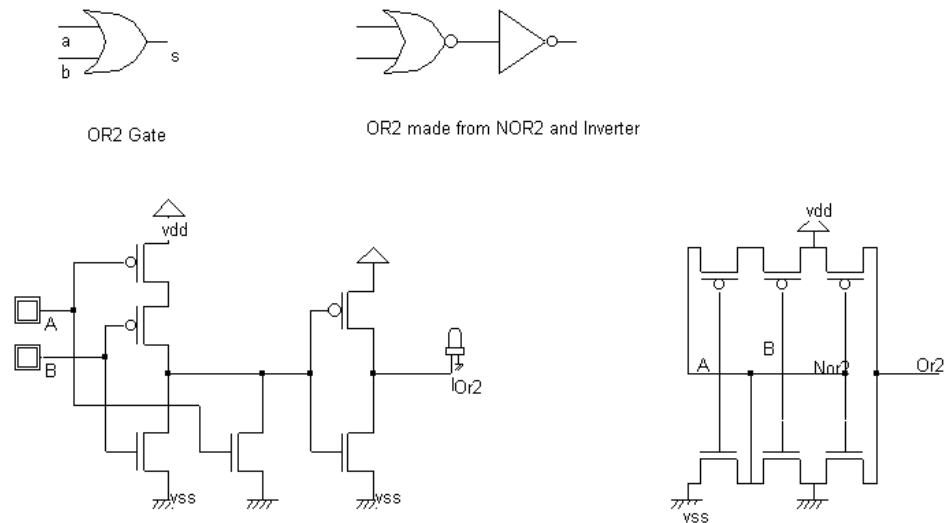 a
b
s
OR2 Gate
OR2 made from NOR2 and Inverter
vdd
A
B
Or2
vss
vss
vdd
A
B
Nor2
Or2
vss